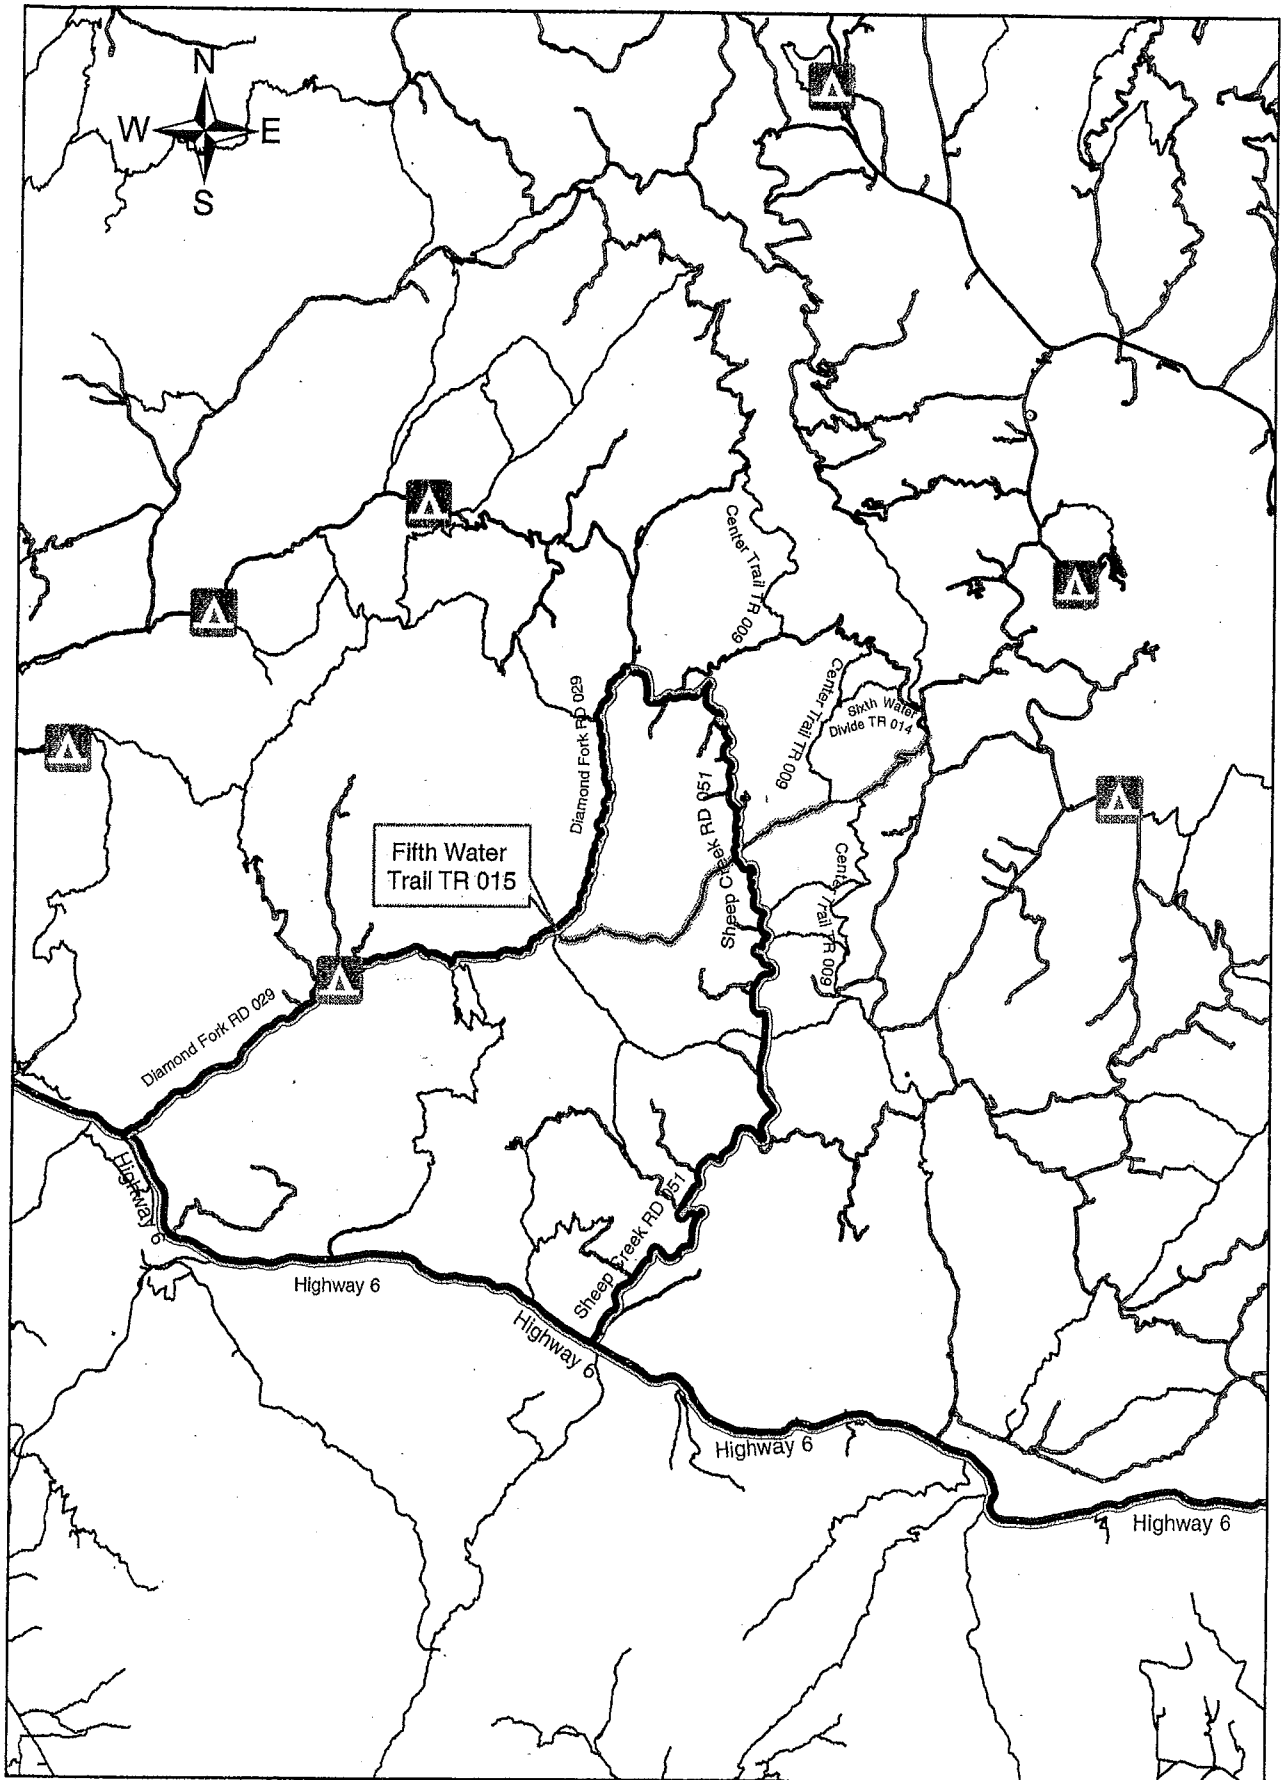 N
W E
S
Center Trail TR 009
Diamond Fork RD 029
Center Trail TR 009
Sixth Water
Divide TR 014
Sheep Creek RD 051
Fifth Water
Trail TR 015
Center Trail TR 009
Diamond Fork RD 029
Highway 6
Sheep Creek RD 051
Highway 6
Highway 6
Highway 6
Highway 6